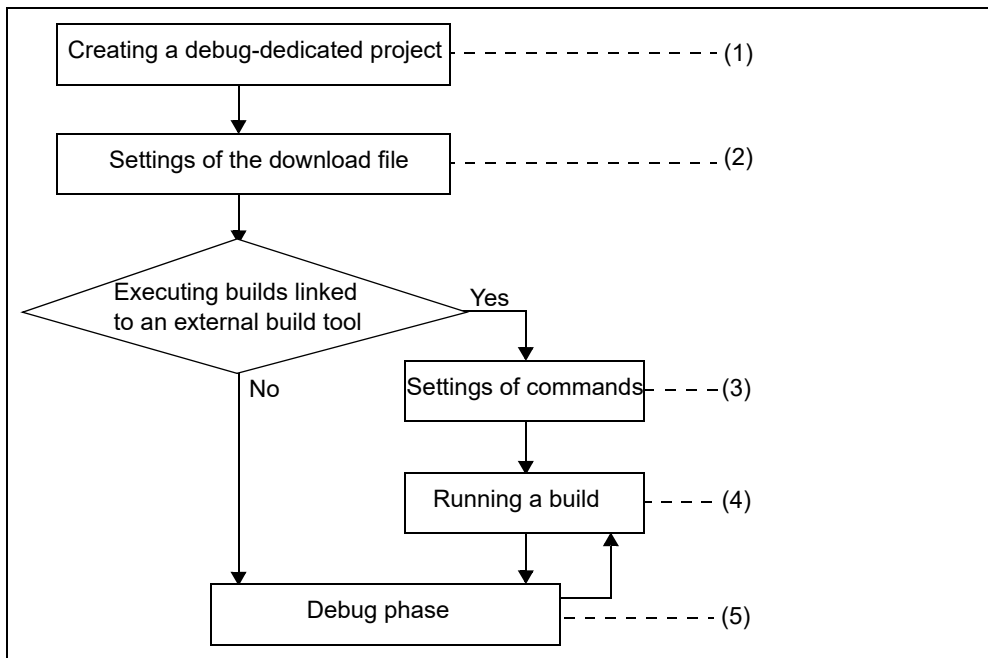 Creating a debug-dedicated project
(1)
Settings of the download file
(2)
Executing builds linked
to an external build tool
Yes
No
Settings of commands
(3)
Running a build
(4)
Debug phase
(5)